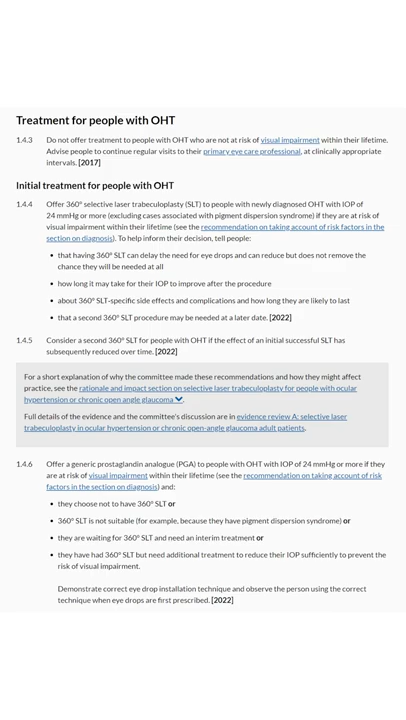 Treatment for people with OHT
1.4.3 Do not offer treatment to people with OHT who are not at risk of visual impairment within their lifetime.
Advise people to continue regular visits to their primary eye care professional, at clinically appropriate
intervals. [2017]
Initial treatment for people with OHT
1.4.4 Offer 360° selective laser trabeculoplasty (SLT) to people with newly diagnosed OHT with IOP of
24 mmHg or more (excluding cases associated with pigment dispersion syndrome) if they are at risk of
visual impairment within their lifetime (see the recommendation on taking account of risk factors in the
section on diagnosis). To help inform their decision, tell people:
• that having 360° SLT can delay the need for eye drops and can reduce but does not remove the
chance they will be needed at all
• how long it may take for their IOP to improve after the procedure
• about 360° SLT-specific side effects and complications and how long they are likely to last
• that a second 360° SLT procedure may be needed at a later date. [2022]
1.4.5 Consider a second 360° SLT for people with OHT if the effect of an initial successful SLT has
subsequently reduced over time. [2022]
For a short explanation of why the committee made these recommendations and how they might affect
practice, see the rationale and impact section on selective laser trabeculoplasty for people with ocular
hypertension or chronic open angle glaucoma.
Full details of the evidence and the committee's discussion are in evidence review A: selective laser
trabeculoplasty in ocular hypertension or chronic open-angle glaucoma adult patients.
1.4.6 Offer a generic prostaglandin analogue (PGA) to people with OHT with IOP of 24 mmHg or more if they
are at risk of visual impairment within their lifetime (see the recommendation on taking account of risk
factors in the section on diagnosis) and:
• they choose not to have 360° SLT or
• 360° SLT is not suitable (for example, because they have pigment dispersion syndrome) or
• they are waiting for 360° SLT and need an interim treatment or
• they have had 360° SLT but need additional treatment to reduce their IOP sufficiently to prevent the
risk of visual impairment.
Demonstrate correct eye drop installation technique and observe the person using the correct
technique when eye drops are first prescribed. [2022]